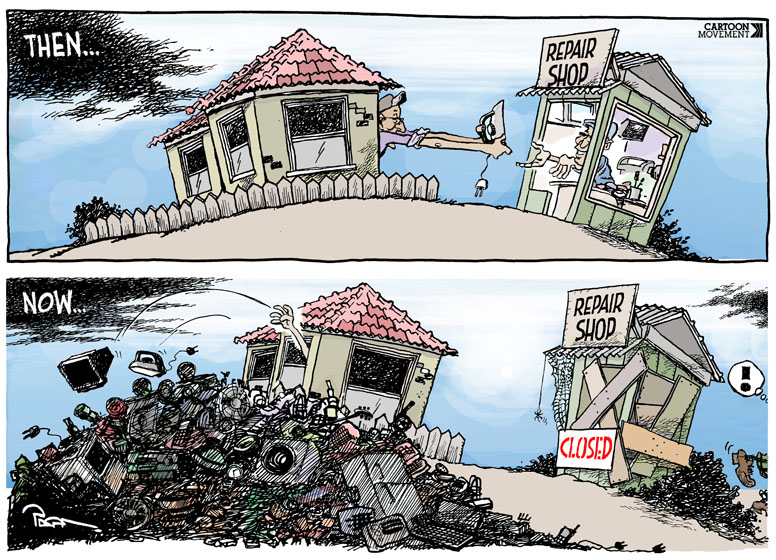 THEN...
CARTOON
MOVEMENT
REPAIR
SHOP
NOW...
REPAIR
SHOP
!
CLOSED